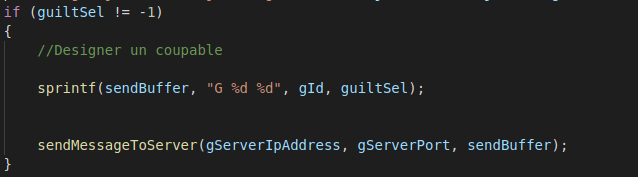 if (guiltSel != -1)
{
//Designer un coupable
sprintf(sendBuffer, "G %d %d", gId, guiltSel);
sendMessageToServer(gServerIpAddress, gServerPort, sendBuffer);
}